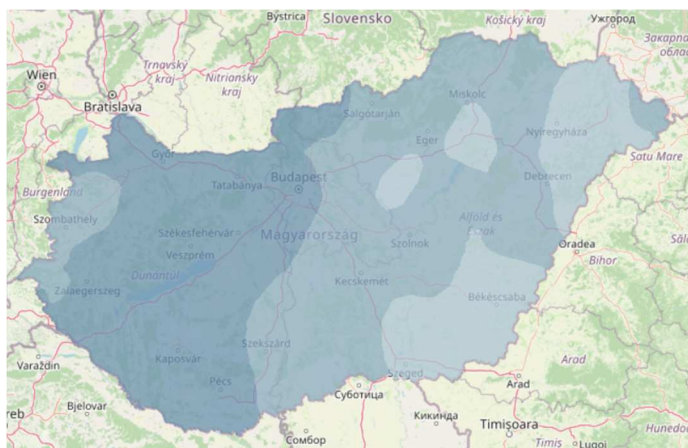 Bystrica
Slovensko
Košický kraj
Ужгород
Закарпа
обла
Wien
Trnavský
kraj
Nitriansky
kraj
Bratislava
Miskolc
Salgótarján
Nyíregyháza
Eger
Győr
Satu Mare
Burgenland
Tatabánya
Budapest
Debrecen
Szombathely
Székesfehérvár
Magyarország
Alföld és
Észak
Szolnok
Veszprém
Oradea
Bihor
Dunántúl
Kecskemét
Zalaegerszeg
Békéscsaba
Szekszárd
Varaždin
Kaposvár
Arad
Pécs
Szeged
Суботица
Arad
reb
Bjelovar
Сомбор
Кикинда
Timișoara
Hunedo
Timiș
Lugoj